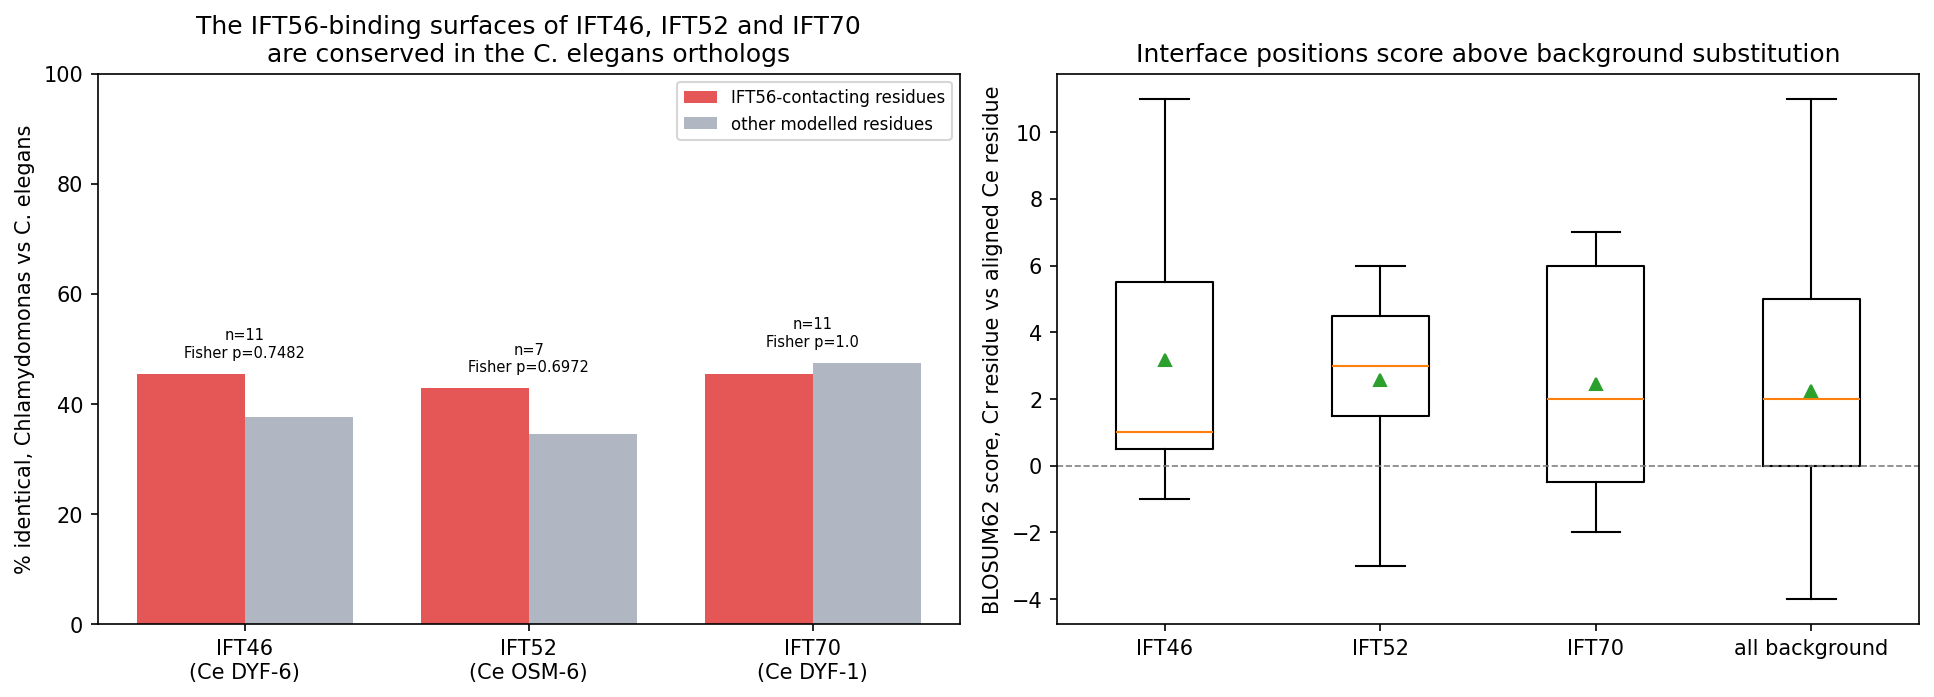 The IFT56-binding surfaces of IFT46, IFT52 and IFT70
are conserved in the C. elegans orthologs
% identical, Chlamydomonas vs C. elegans
100
80
60
40
20
0
IFT56-contacting residues
other modelled residues
n=11
Fisher p=0.7482
n=7
Fisher p=0.6972
n=11
Fisher p=1.0
IFT46
(Ce DYF-6)
IFT52
(Ce OSM-6)
IFT70
(Ce DYF-1)
Interface positions score above background substitution
BLOSUM62 score, Cr residue vs aligned Ce residue
10
8
6
4
2
0
−2
−4
IFT46
IFT52
IFT70
all background